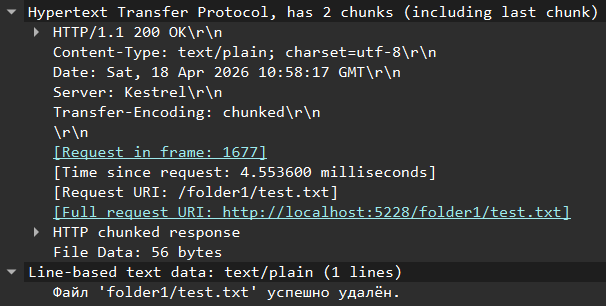 Hypertext Transfer Protocol, has 2 chunks (including last chunk)
HTTP/1.1 200 OK\r\n
Content-Type: text/plain; charset=utf-8\r\n
Date: Sat, 18 Apr 2026 10:58:17 GMT\r\n
Server: Kestrel\r\n
Transfer-Encoding: chunked\r\n
\r\n
[Request in frame: 1677]
[Time since request: 4.553600 milliseconds]
[Request URI: /folder1/test.txt]
[Full request URI: http://localhost:5228/folder1/test.txt]
HTTP chunked response
File Data: 56 bytes
Line-based text data: text/plain (1 lines)
Файл 'folder1/test.txt' успешно удалён.